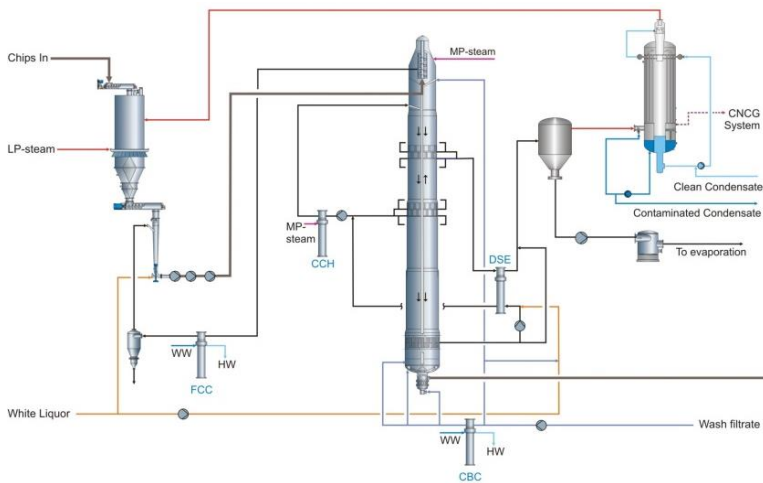 MP-steam
Chips In
CNCG
System
LP-steam
Clean Condensate
Contaminated Condensate
MP-
steam
CCH
DSE
To evaporation
WW
HW
FCC
White Liquor
Wash filtrate
WW
HW
CBC